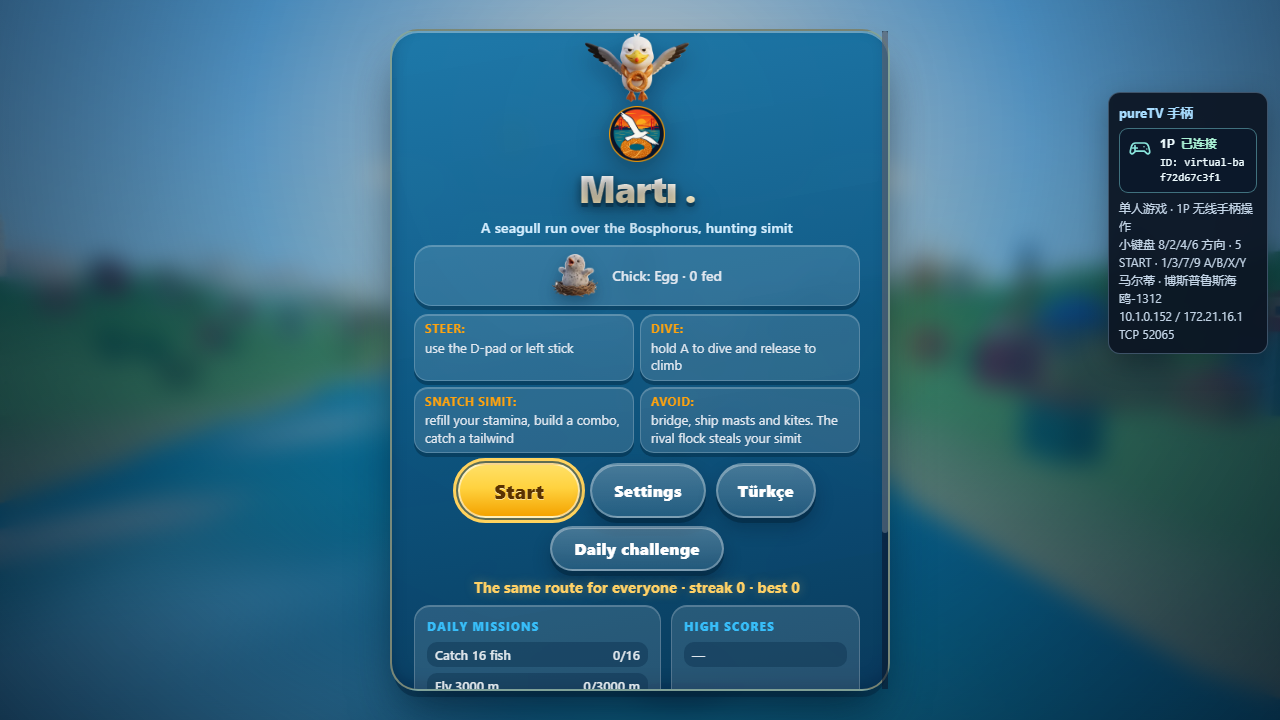 Martı .
A seagull run over the Bosphorus, hunting simit
Chick: Egg · 0 fed
STEER:
use the D-pad or left stick
DIVE:
hold A to dive and release to
climb
SNATCH SIMIT:
refill your stamina, build a combo,
catch a tailwind
AVOID:
bridge, ship masts and kites. The
rival flock steals your simit
Start
Settings
Türkçe
Daily challenge
The same route for everyone · streak 0 · best 0
DAILY MISSIONS
Catch 16 fish 0/16
Fly 3000 m 0/3000 m
HIGH SCORES
—
pureTV 手柄
1P 已连接
ID: virtual-ba
f72d67c3f1
单人游戏 · 1P 无线手柄操
作
小键盘 8/2/4/6 方向 · 5
START · 1/3/7/9 A/B/X/Y
马尔蒂 · 博斯普鲁斯海
鸥-1312
10.1.0.152 / 172.21.16.1
TCP 52065